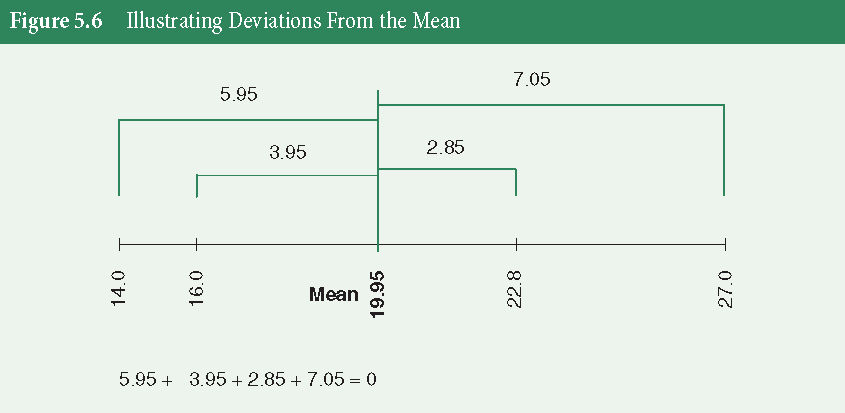 Figure 5.6 Illustrating Deviations From the Mean
7.05
5.95
3.95
2.85
14.0
16.0
Mean 19.95
22.8
27.0
5.95 + 3.95 + 2.85 + 7.05 = 0